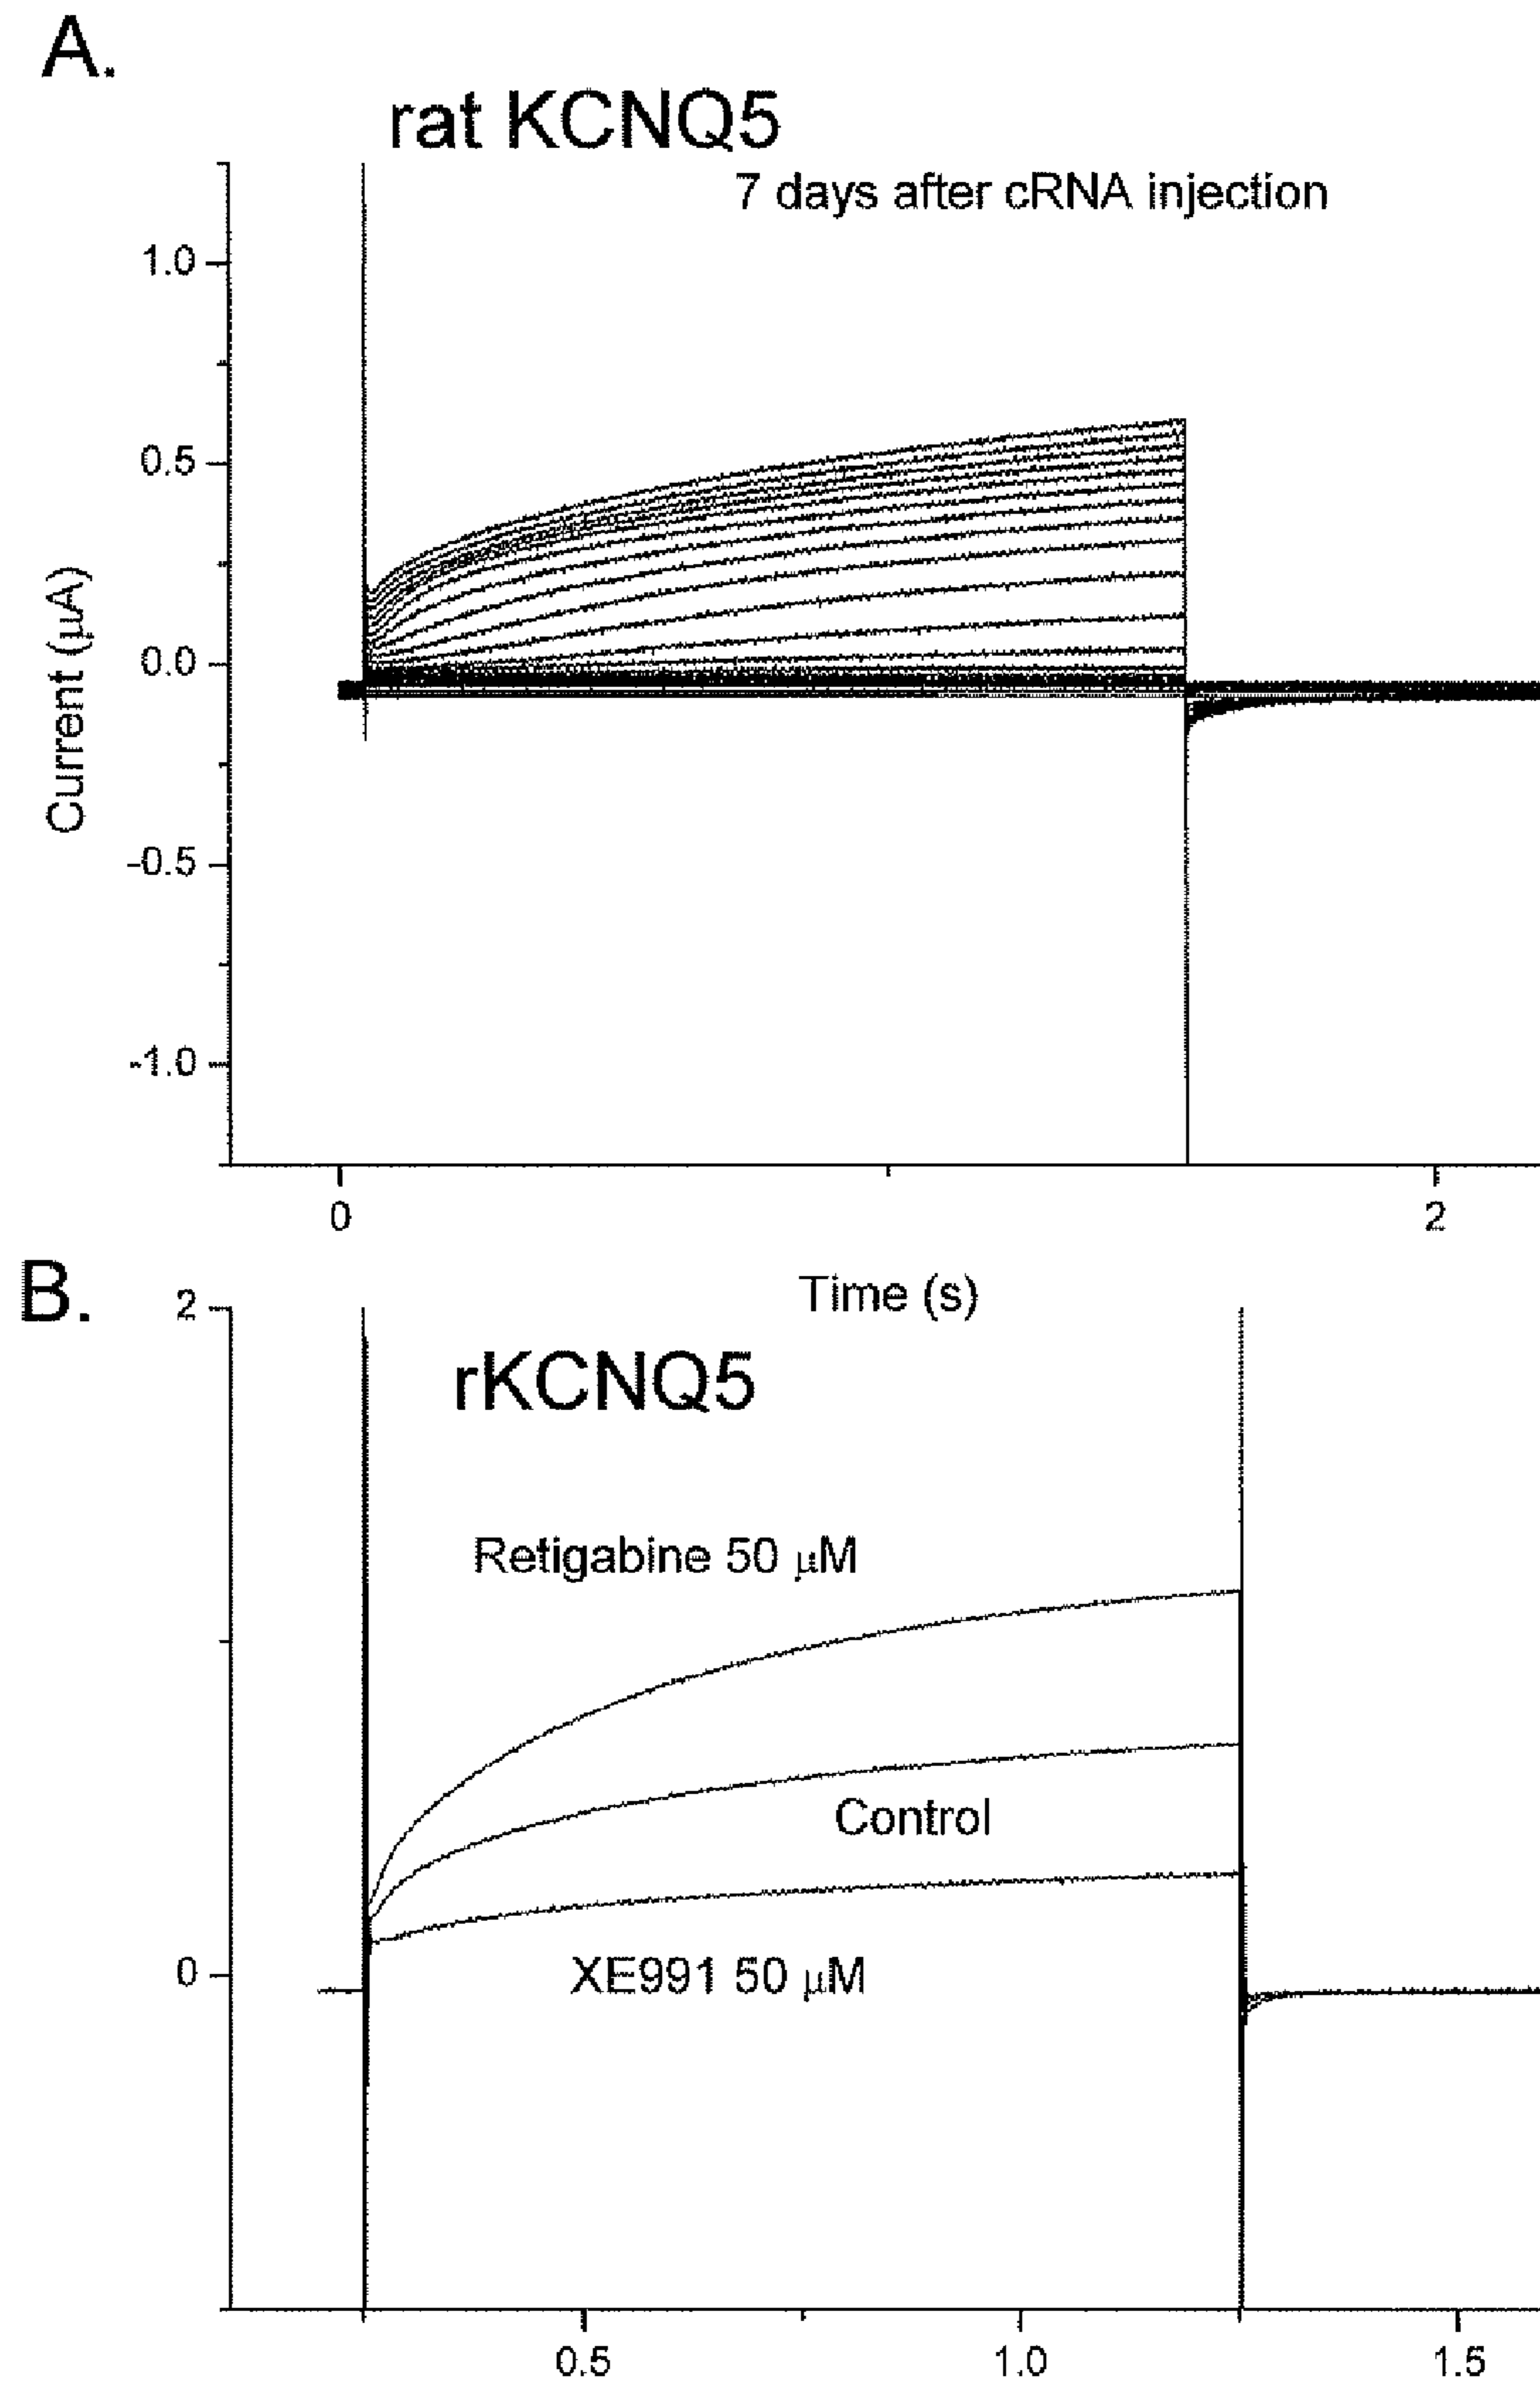 A.
rat KCNQ5
7 days after cRNA injection
1.0
0.5
0.0
-0.5
-1.0
Current (μA)
0
2
Time (s)
B.
2
rKCNQ5
Retigabine 50 μM
Control
XE991 50 μM
0
0.5
1.0
1.5